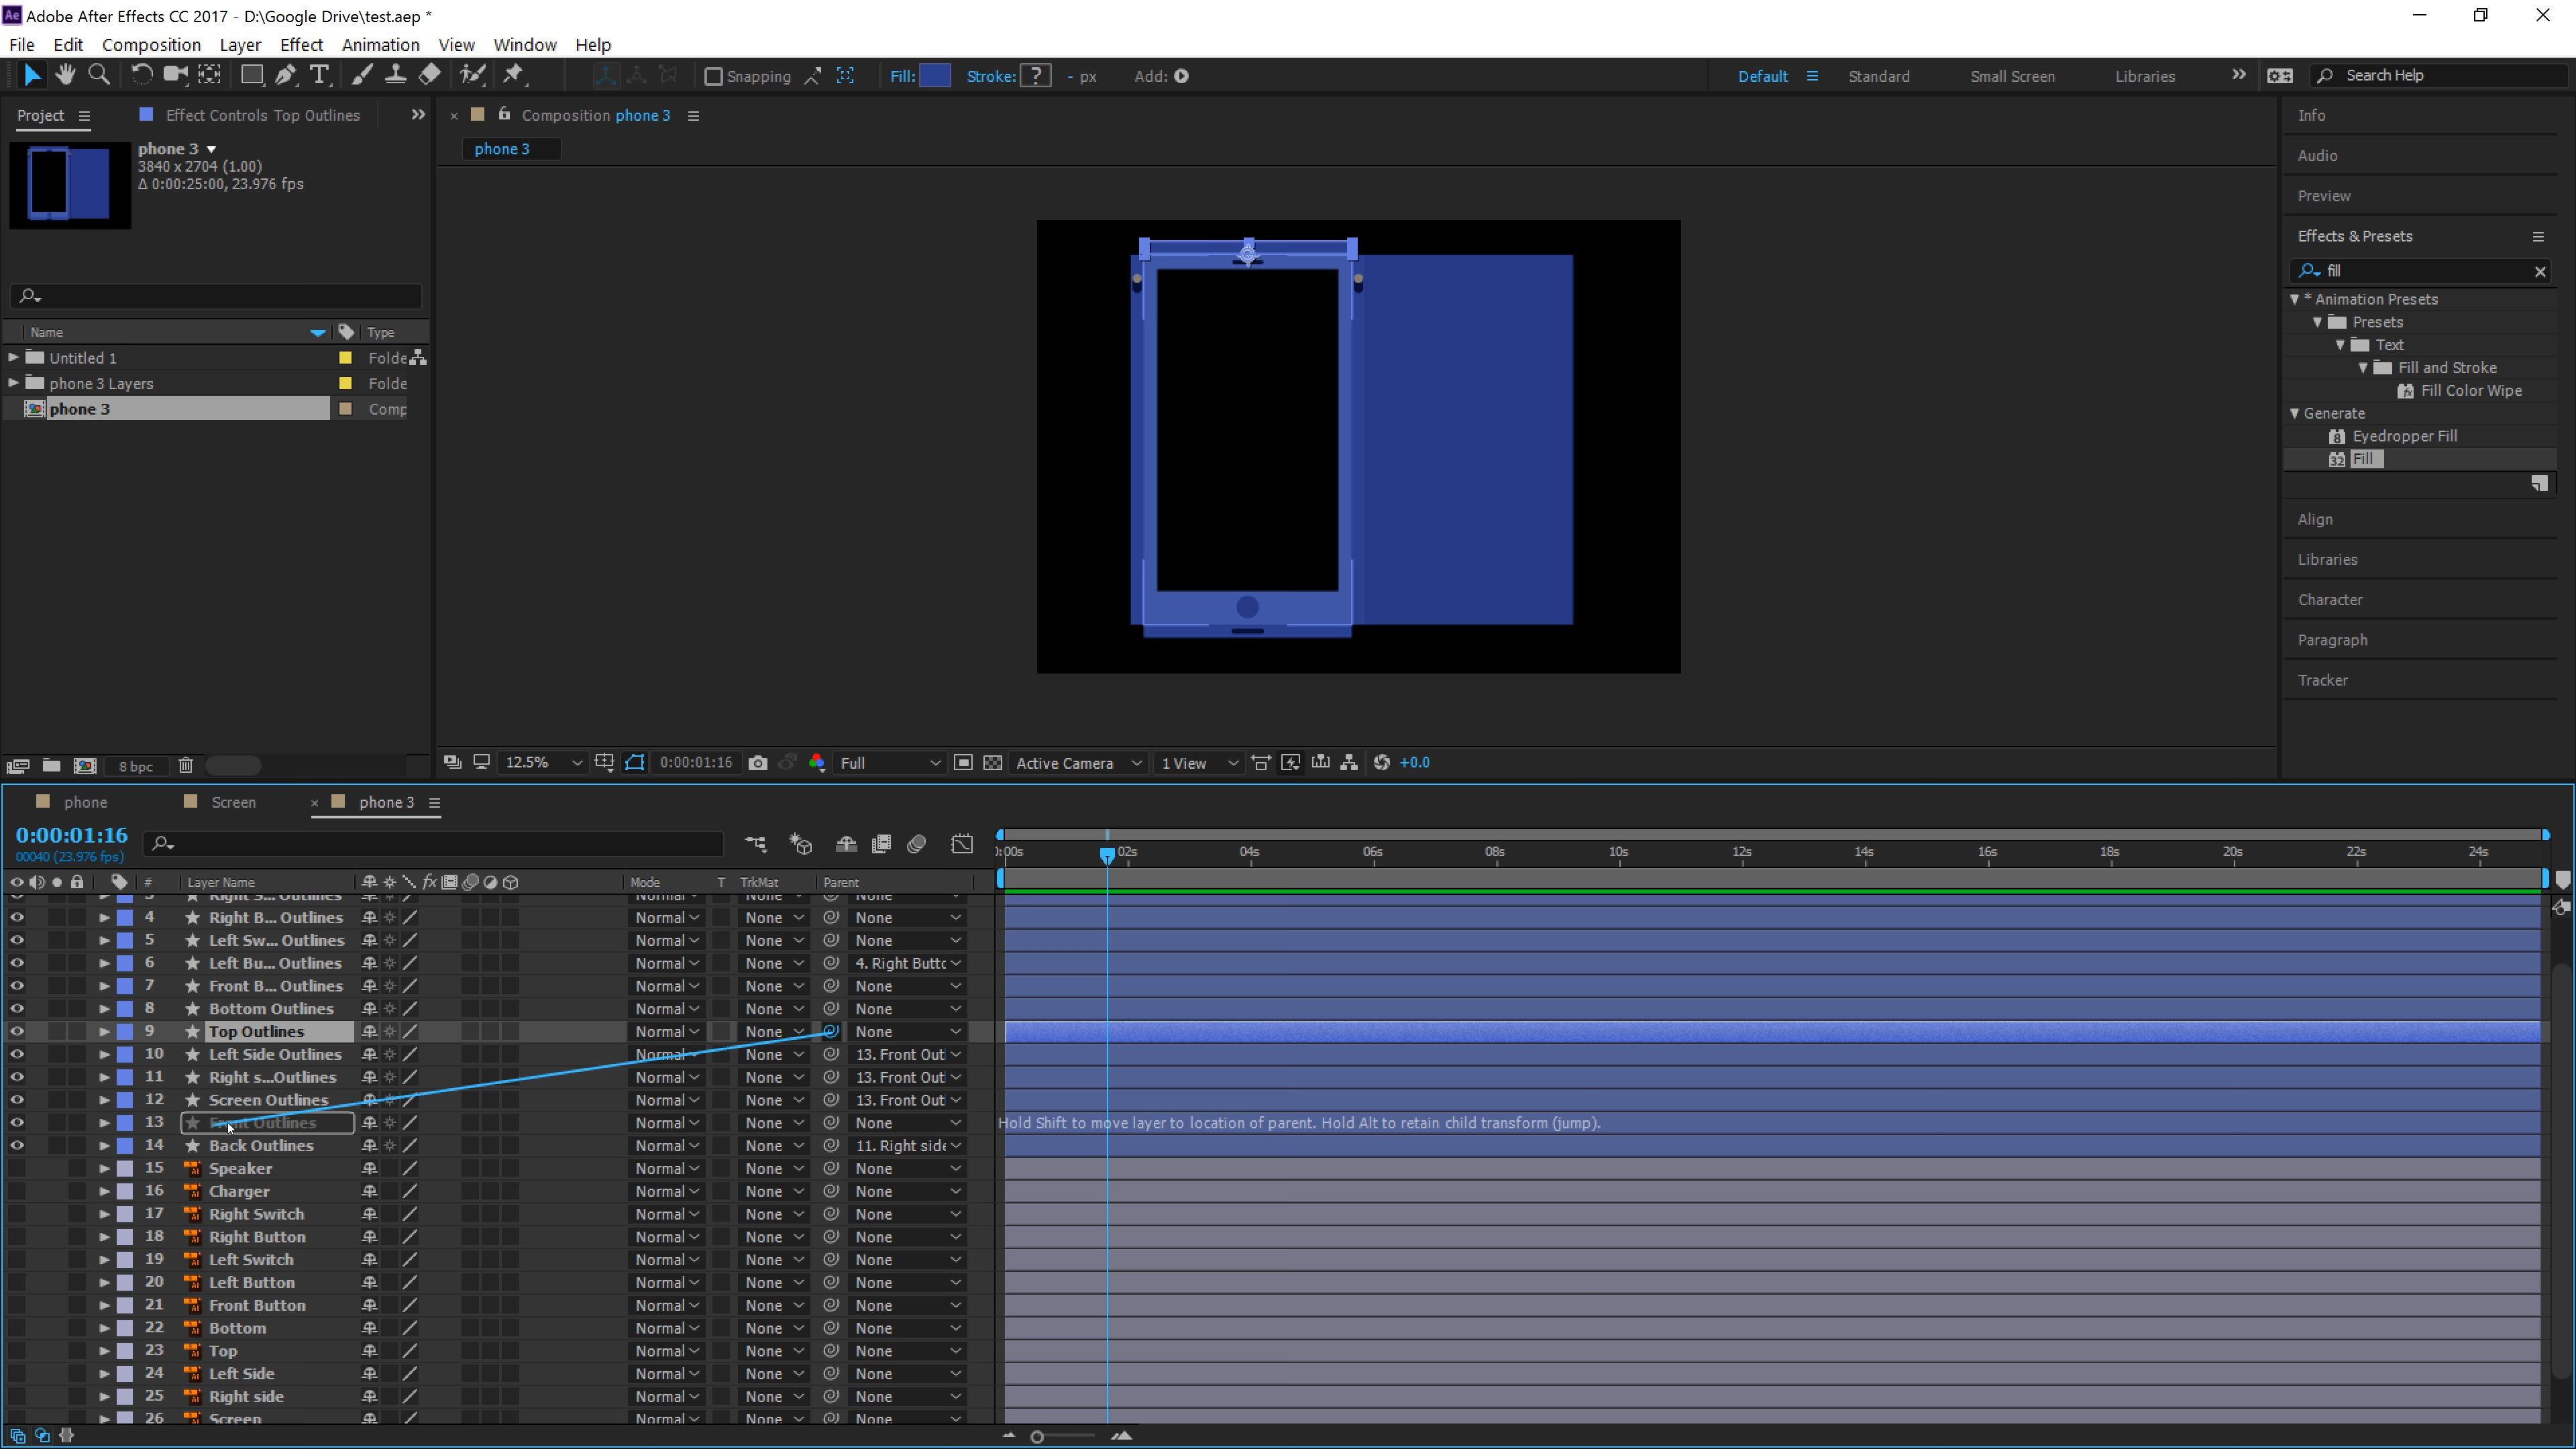 Adobe After Effects CC 2017 - D:\Google Drive\test.aep *
File Edit Composition Layer Effect Animation View Window Help
Snapping Fill: Stroke: ? - px Add: Default Standard Small Screen Libraries Search Help
Project Effect Controls Top Outlines
phone 3
3840 x 2704 (1.00)
Δ 0:00:25:00, 23.976 fps
Name Type
Untitled 1 Folde
phone 3 Layers Folde
phone 3 Comp
8 bpc
Composition phone 3
phone 3
12.5% 0:00:01:16 Full Active Camera 1 View +0.0
Info
Audio
Preview
Effects & Presets
fill
* Animation Presets
Presets
Text
Fill and Stroke
Fill Color Wipe
Generate
Eyedropper Fill
Fill
Align
Libraries
Character
Paragraph
Tracker
phone Screen phone 3
0:00:01:16
00040 (23.976 fps)
):00s 02s 04s 06s 08s 10s 12s 14s 16s 18s 20s 22s 24s
# Layer Name Mode T TrkMat Parent
3 Right S... Outlines Normal None None
4 Right B... Outlines Normal None None
5 Left Sw... Outlines Normal None None
6 Left Bu... Outlines Normal None 4. Right Butt
7 Front B... Outlines Normal None None
8 Bottom Outlines Normal None None
9 Top Outlines Normal None None
10 Left Side Outlines Normal None 13. Front Out
11 Right s...Outlines Normal None 13. Front Out
12 Screen Outlines Normal None 13. Front Out
13 Front Outlines Normal None None
Hold Shift to move layer to location of parent. Hold Alt to retain child transform (jump).
14 Back Outlines Normal None 11. Right side
15 Speaker Normal None None
16 Charger Normal None None
17 Right Switch Normal None None
18 Right Button Normal None None
19 Left Switch Normal None None
20 Left Button Normal None None
21 Front Button Normal None None
22 Bottom Normal None None
23 Top Normal None None
24 Left Side Normal None None
25 Right side Normal None None
26 Screen Normal None None